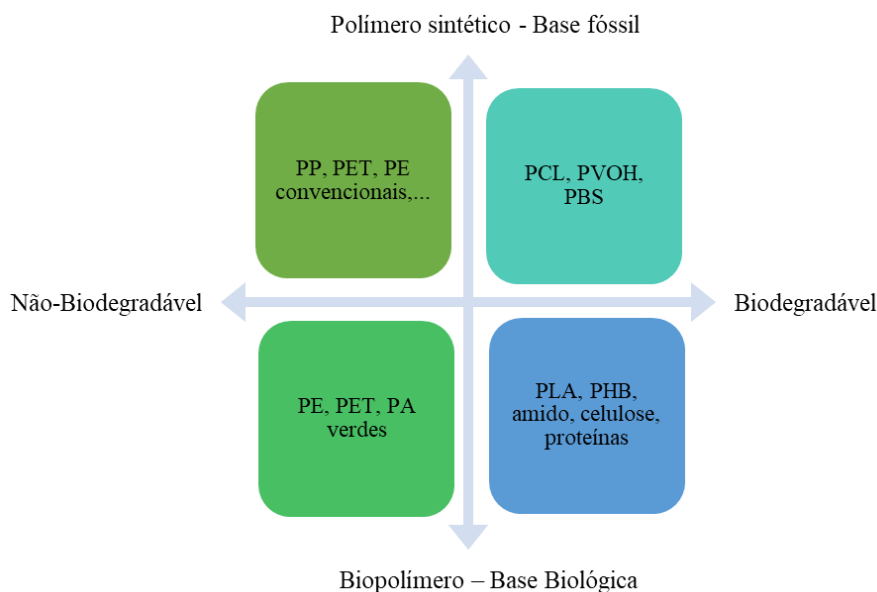 Polímero sintético - Base fóssil
PP, PET, PE
convencionais,...
PCL, PVOH,
PBS
Não-Biodegradável
Biodegradável
PE, PET, PA
verdes
PLA, PHB,
amido, celulose,
proteínas
Biopolímero – Base Biológica